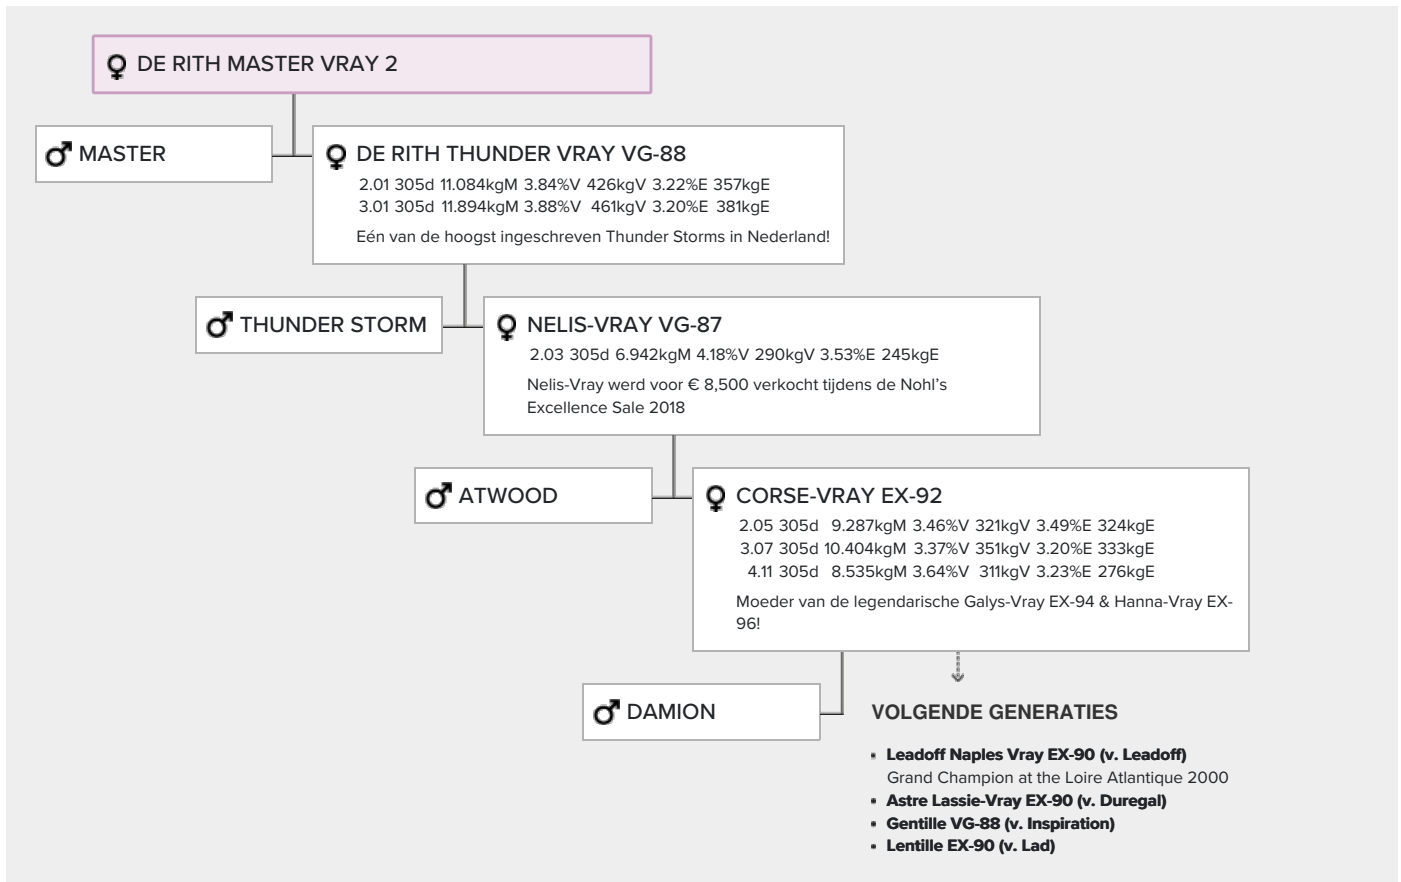 DE RITH MASTER VRAY 2
MASTER
DE RITH THUNDER VRAY VG-88
2.01 305d 11.084kgM 3.84%V 426kgV 3.22%E 357kgE
3.01 305d 11.894kgM 3.88%V 461kgV 3.20%E 381kgE
Eén van de hoogst ingeschreven Thunder Storms in Nederland!
THUNDER STORM
NELIS-VRAY VG-87
2.03 305d 6.942kgM 4.18%V 290kgV 3.53%E 245kgE
Nelis-Vray werd voor € 8,500 verkocht tijdens de Nohl's
Excellence Sale 2018
ATWOOD
CORSE-VRAY EX-92
2.05 305d 9.287kgM 3.46%V 321kgV 3.49%E 324kgE
3.07 305d 10.404kgM 3.37%V 351kgV 3.20%E 333kgE
4.11 305d 8.535kgM 3.64%V 311kgV 3.23%E 276kgE
Moeder van de legendarische Galys-Vray EX-94 & Hanna-Vray EX-
96!
DAMION
VOLGENDE GENERATIES
▪ Leadoff Naples Vray EX-90 (v. Leadoff)
Grand Champion at the Loire Atlantique 2000
▪ Astre Lassie-Vray EX-90 (v. Duregal)
▪ Gentille VG-88 (v. Inspiration)
▪ Lentille EX-90 (v. Lad)